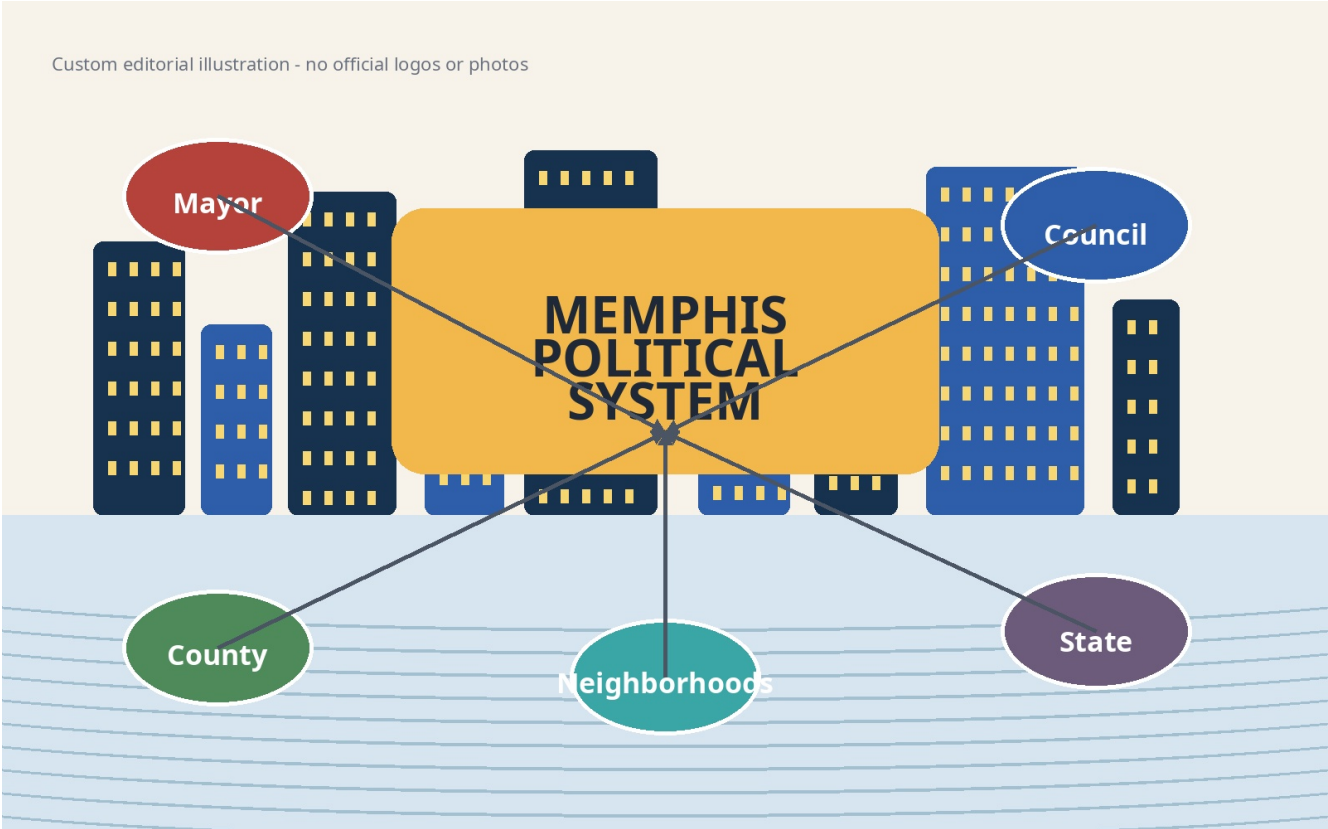 Custom editorial illustration - no official logos or photos
Mayor
Council
MEMPHIS
POLITICAL
SYSTEM
County
Neighborhoods
State